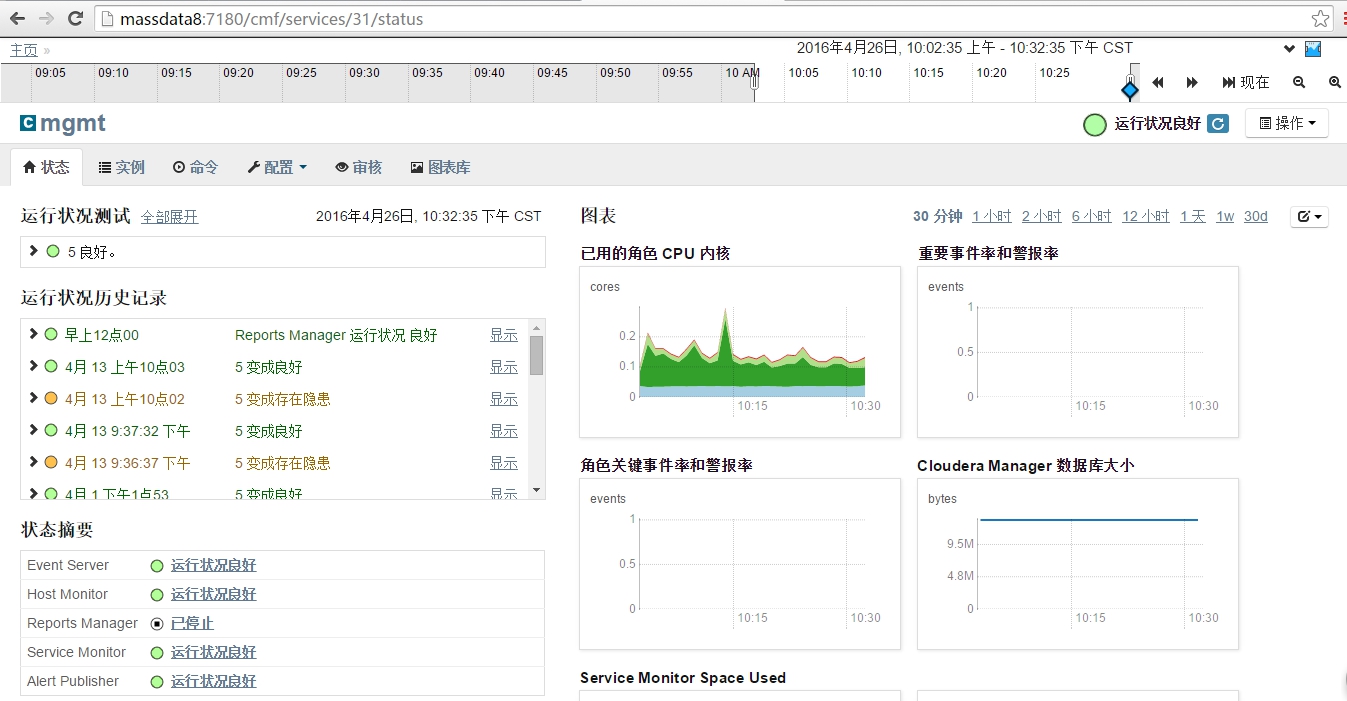 massdata8:7180/cmf/services/31/status
主页 »
2016年4月26日, 10:02:35 上午 - 10:32:35 下午 CST
09:05 09:10 09:15 09:20 09:25 09:30 09:35 09:40 09:45 09:50 09:55 10 AM 10:05 10:10 10:15 10:20 10:25
现在
C mgmt
运行状况良好
操作
状态 实例 命令 配置 审核 图表库
运行状况测试 全部展开 2016年4月26日, 10:32:35 下午 CST
5 良好。
运行状况历史记录
早上12点00 Reports Manager 运行状况 良好 显示
4月 13 上午10点03 5 变成良好 显示
4月 13 上午10点02 5 变成存在隐患 显示
4月 13 9:37:32 下午 5 变成良好 显示
4月 13 9:36:37 下午 5 变成存在隐患 显示
4月 1 下午1点53 5 变成良好 显示
状态摘要
Event Server 运行状况良好
Host Monitor 运行状况良好
Reports Manager 已停止
Service Monitor 运行状况良好
Alert Publisher 运行状况良好
图表
30 分钟 1 小时 2 小时 6 小时 12 小时 1 天 1w 30d
已用的角色 CPU 内核
cores
0.2
0.1
0
10:15 10:30
重要事件率和警报率
events
1
0.5
0
10:15 10:30
角色关键事件率和警报率
events
1
0.5
0
10:15 10:30
Cloudera Manager 数据库大小
bytes
9.5M
4.8M
0
10:15 10:30
Service Monitor Space Used